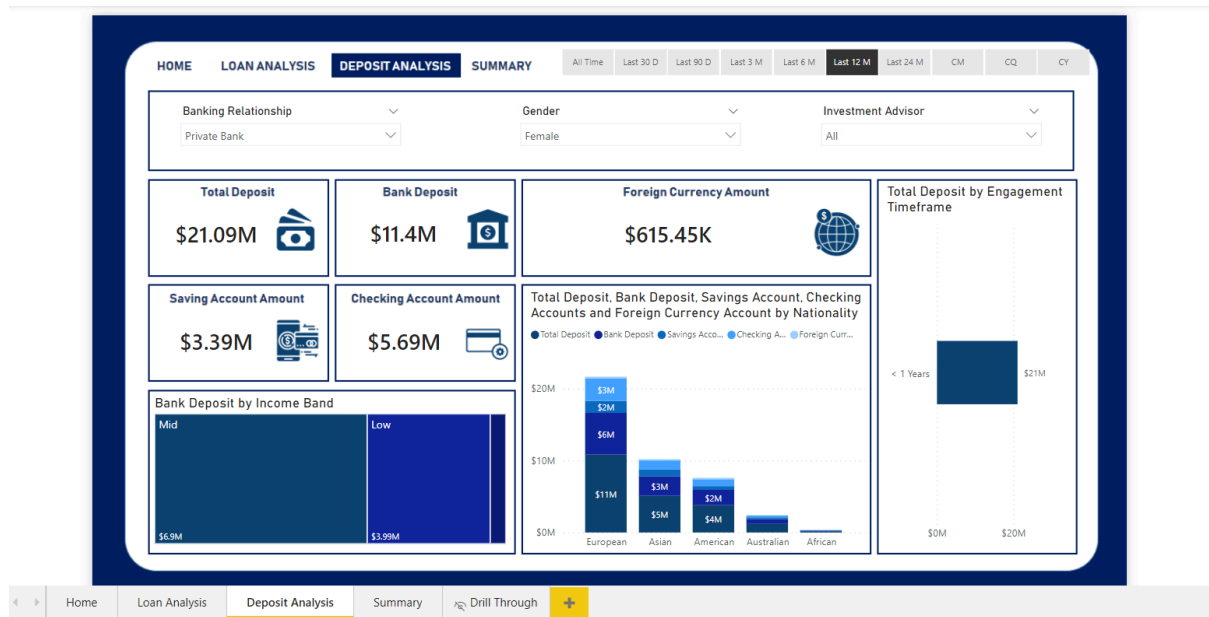 HOME LOAN ANALYSIS DEPOSIT ANALYSIS SUMMARY
All Time Last 30 D Last 90 D Last 3 M Last 6 M Last 12 M Last 24 M CM CQ CY
Banking Relationship
Private Bank
Gender
Female
Investment Advisor
All
Total Deposit
$21.09M
Bank Deposit
$11.4M
Foreign Currency Amount
$615.45K
Total Deposit by Engagement
Timeframe
< 1 Years
$21M
$0M $20M
Saving Account Amount
$3.39M
Checking Account Amount
$5.69M
Total Deposit, Bank Deposit, Savings Account, Checking
Accounts and Foreign Currency Account by Nationality
Total Deposit Bank Deposit Savings Acco... Checking A... Foreign Curr...
$20M
$10M
$0M
$3M
$2M
$6M
$11M
$3M
$5M
$2M
$4M
European Asian American Australian African
Bank Deposit by Income Band
Mid
$6.9M
Low
$3.99M
Home Loan Analysis Deposit Analysis Summary Drill Through +